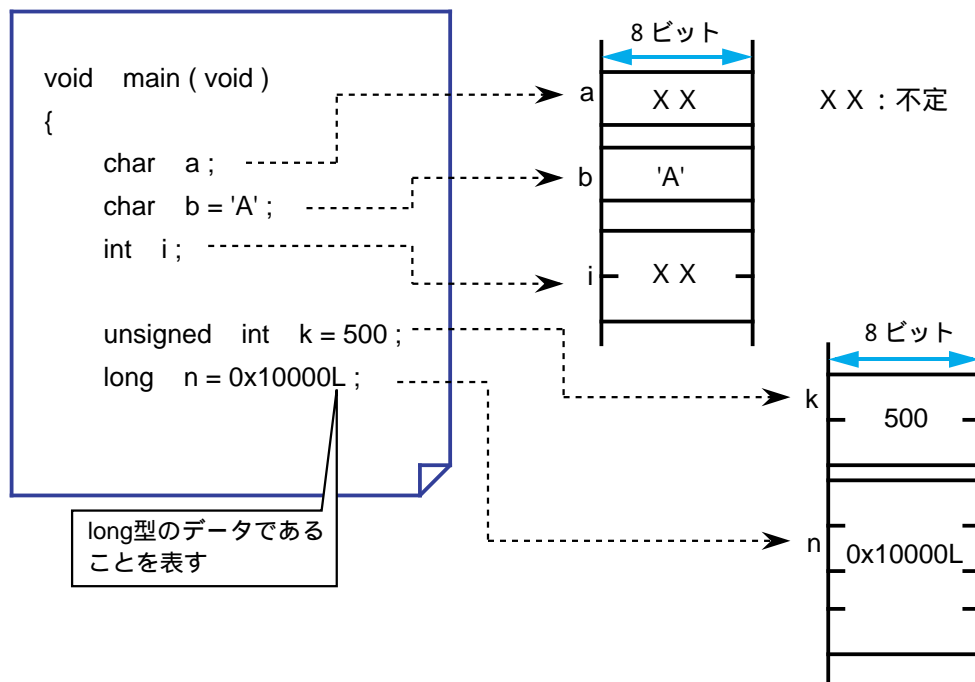 void main ( void )
{
char a ;
char b = 'A' ;
int i ;
unsigned int k = 500 ;
long n = 0x10000L ;
long型のデータである
ことを表す
8 ビット
a
X X
X X : 不定
b
'A'
i
X X
8 ビット
k
500
n
0x10000L